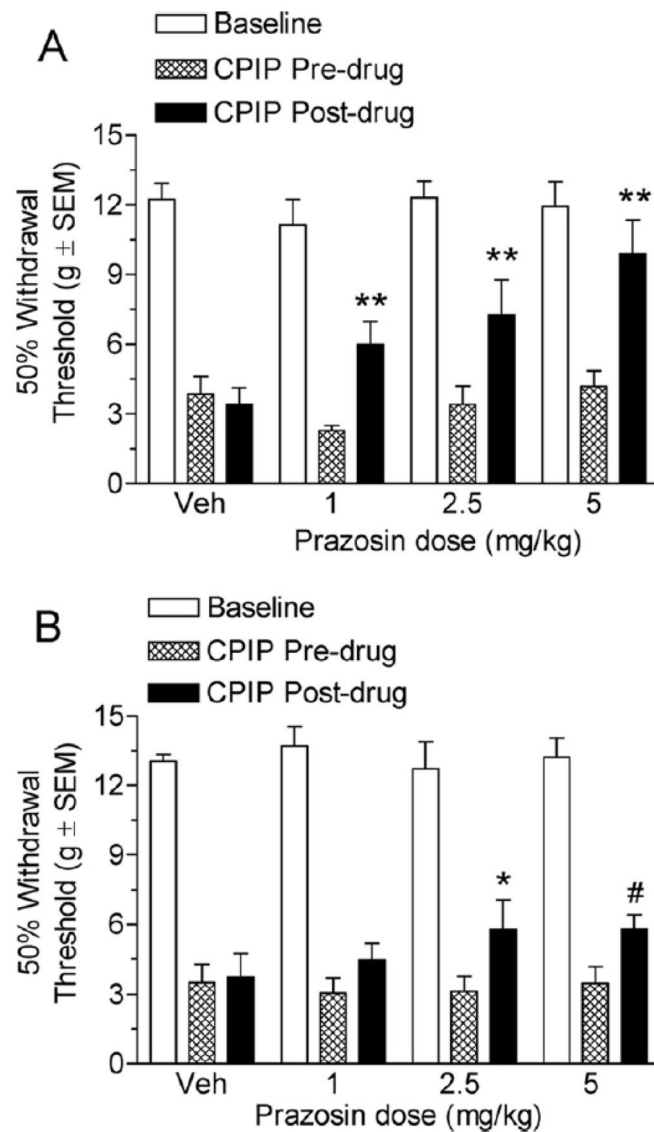 A
Baseline
CPIP Pre-drug
CPIP Post-drug
50% Withdrawal
Threshold (g ± SEM)
15
12
9
6
3
0
**
**
**
Veh
1
2.5
5
Prazosin dose (mg/kg)
B
Baseline
CPIP Pre-drug
CPIP Post-drug
50% Withdrawal
Threshold (g ± SEM)
15
12
9
6
3
0
*
#
Veh
1
2.5
5
Prazosin dose (mg/kg)